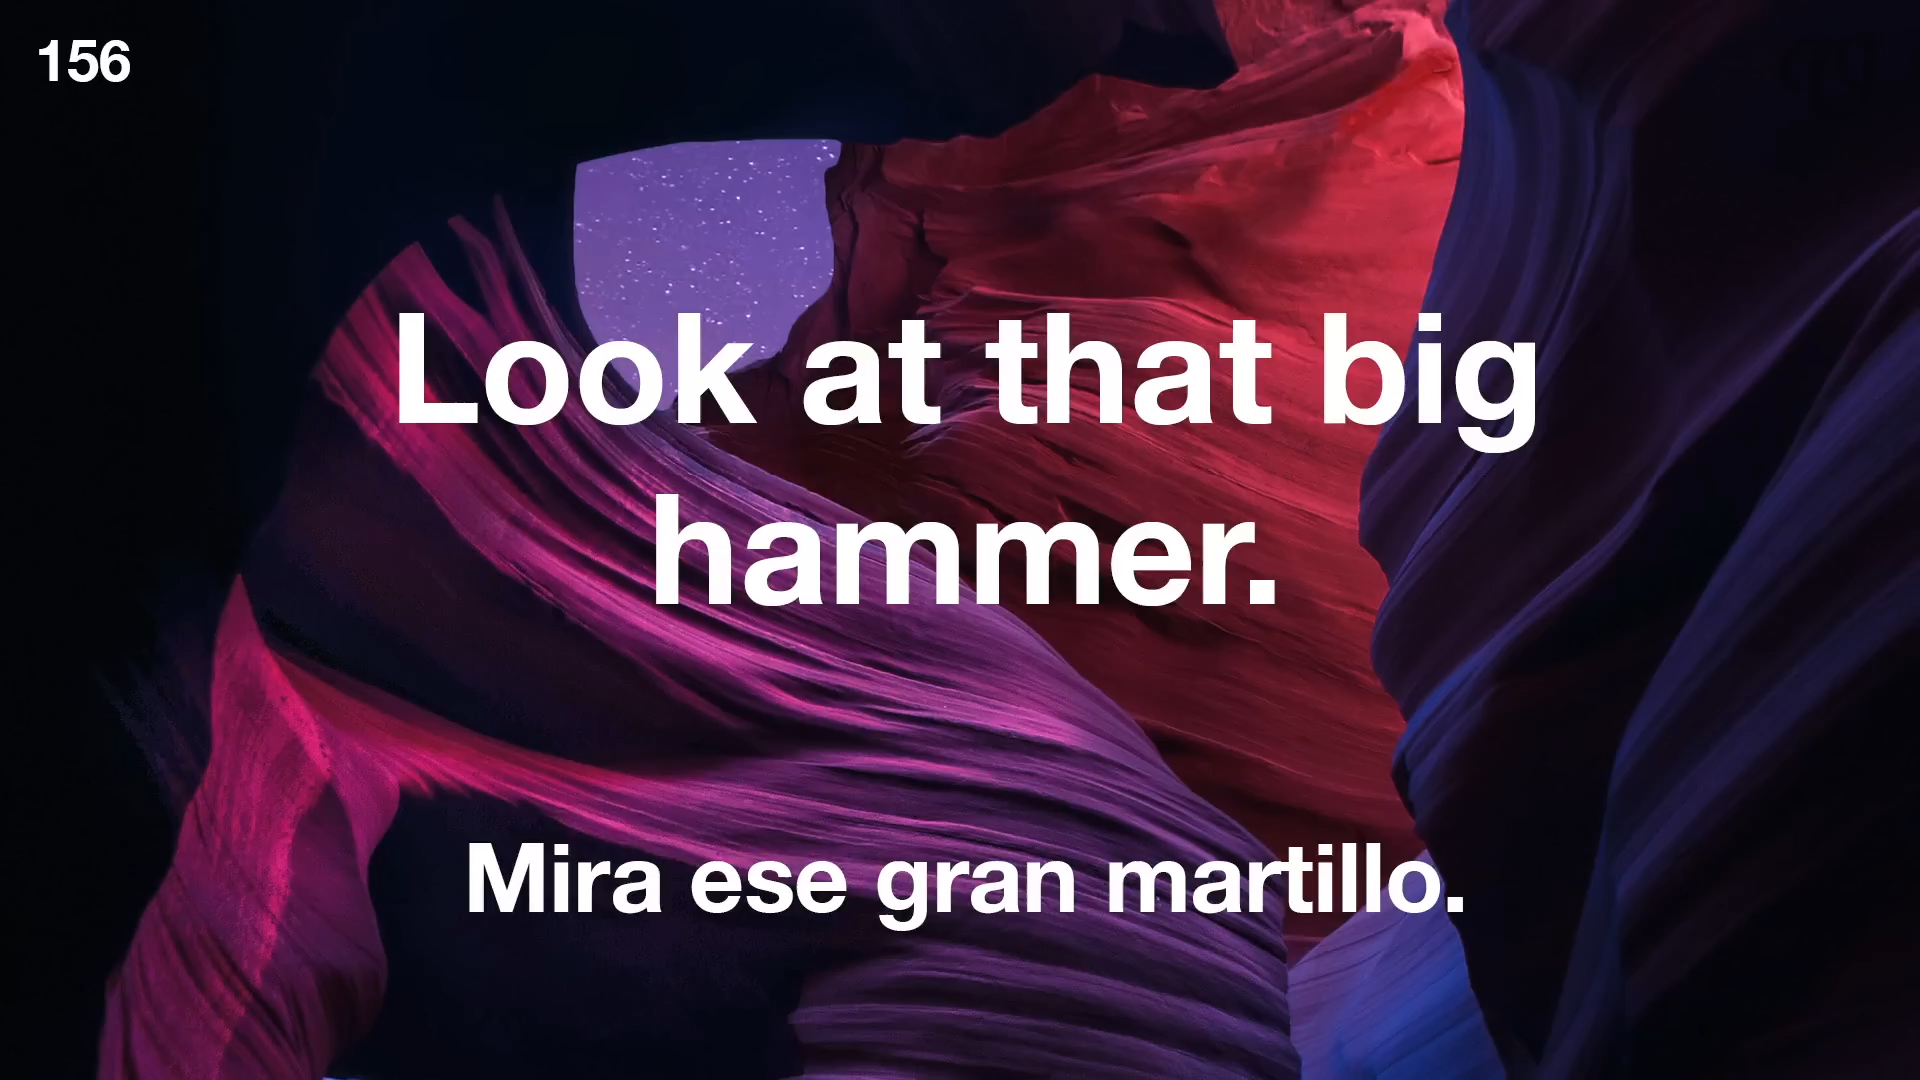 156
Look at that big
hammer.
Mira ese gran martillo.